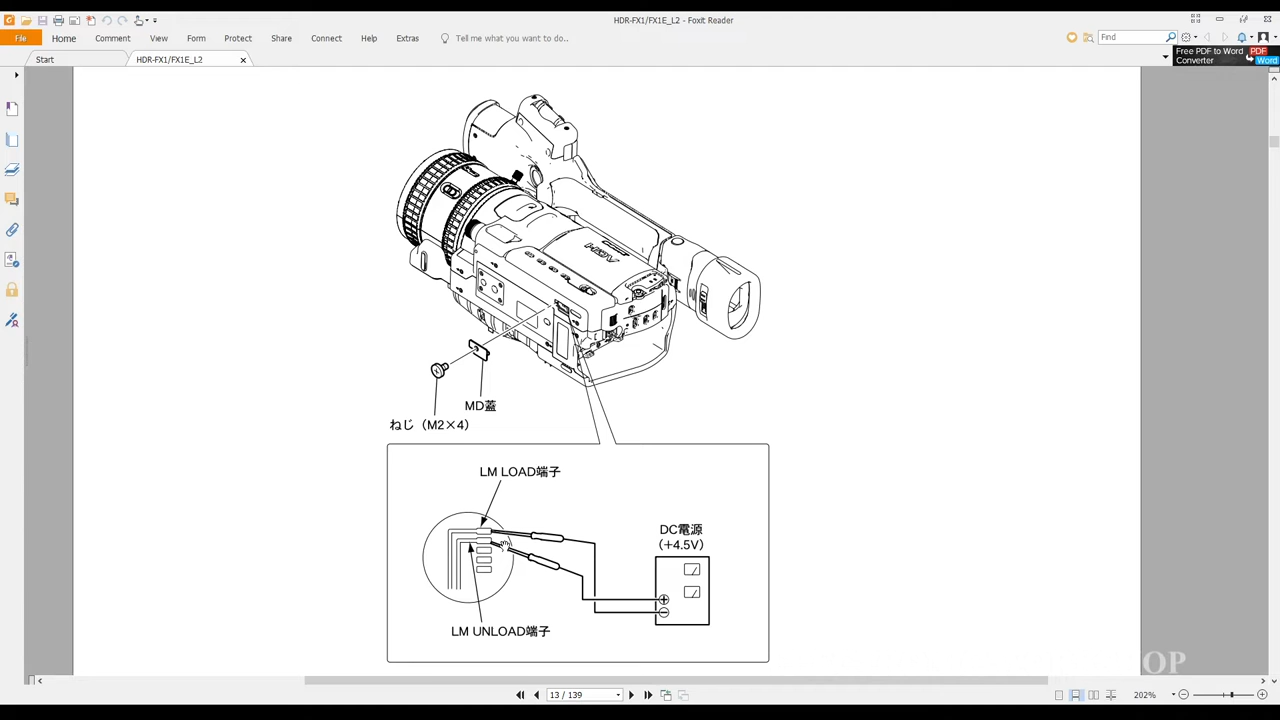 HDR-FX1/FX1E_L2 - Foxit Reader
File Home Comment View Form Protect Share Connect Help Extras Tell me what you want to do.. Find
Start HDR-FX1/FX1E_L2
Free PDF to Word
Converter
PDF
Word
HDV
MD蓋
ねじ（M2×4）
LM LOAD端子
DC電源
（＋4.5V）
LM UNLOAD端子
OP
13 / 139
202%